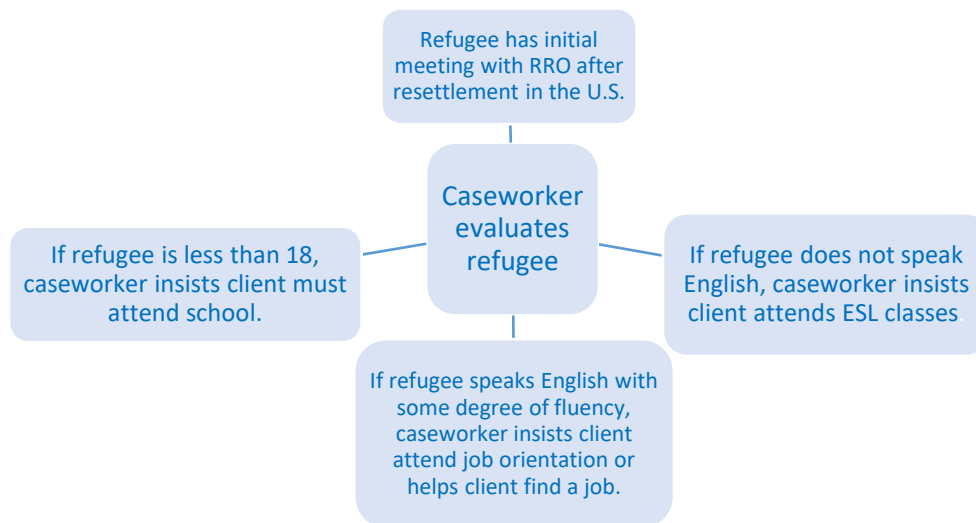 Refugee has initial
meeting with RRO after
resettlement in the U.S.
Caseworker
evaluates
refugee
If refugee is less than 18,
caseworker insists client must
attend school.
If refugee does not speak
English, caseworker insists
client attends ESL classes.
If refugee speaks English with
some degree of fluency,
caseworker insists client
attend job orientation or
helps client find a job.